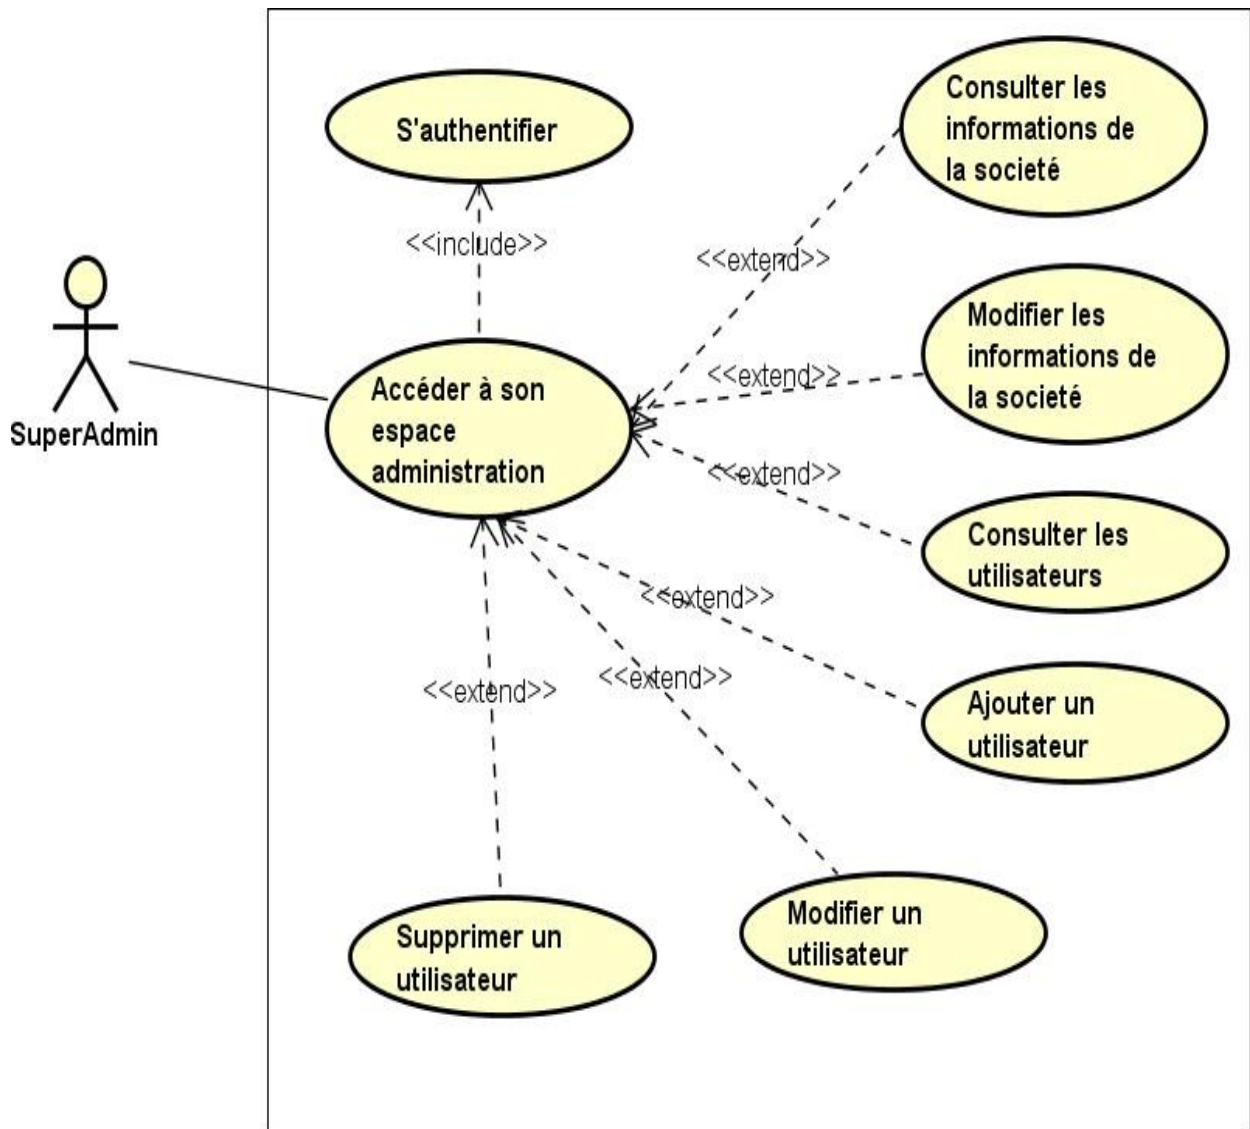 S'authentifier
Consulter les
informations de
la societé
<<include>>
<<extend>>
Modifier les
informations de
la societé
<<extend>>
SuperAdmin
Accéder à son
espace
administration
<<extend>>
Consulter les
utilisateurs
<<extend>>
<<extend>>
<<extend>>
Ajouter un
utilisateur
Supprimer un
utilisateur
Modifier un
utilisateur